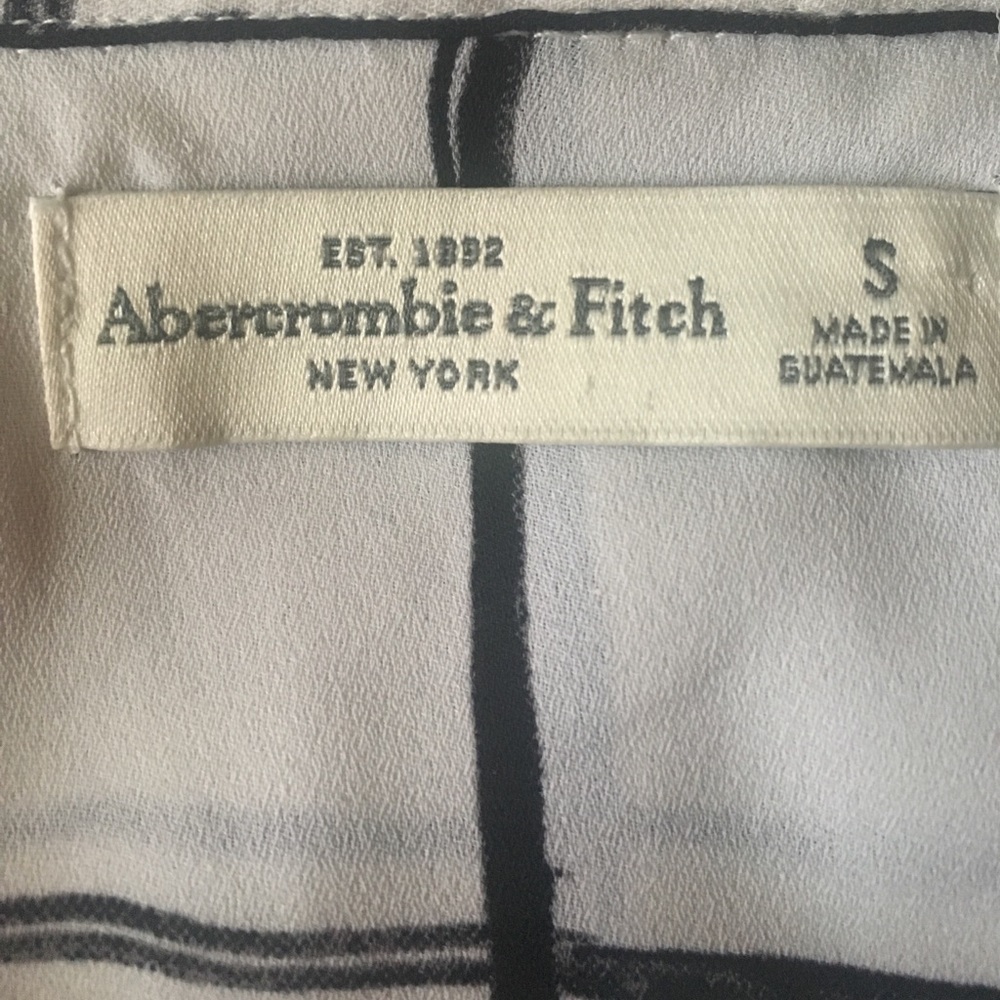 EST. 1892
Abercrombie & Fitch
NEW YORK
S
MADE IN
GUATEMALA